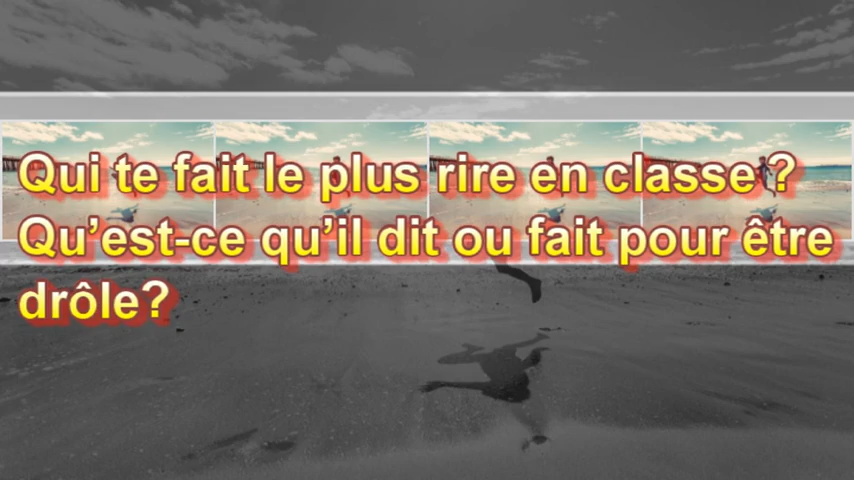 Qui te fait le plus rire en classe ?
Qu’est-ce qu’il dit ou fait pour être
drôle?